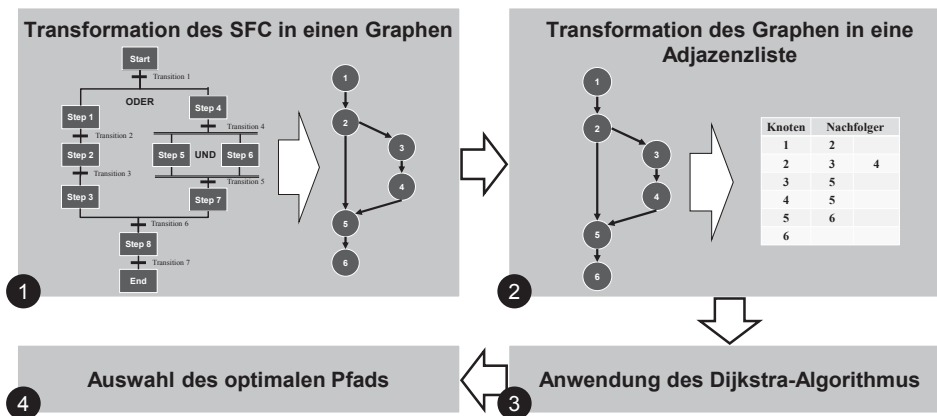 Transformation des SFC in einen Graphen
Start
Transition 1
ODER
Step 1
Step 4
Transition 2
Transition 4
Step 2
Step 5
UND
Step 6
Transition 3
Transition 5
Step 3
Step 7
Transition 6
Step 8
Transition 7
End
1
2
3
4
5
6
1
Transformation des Graphen in eine
Adjazenzliste
1
2
3
4
5
6
Knoten Nachfolger
1 2
2 3 4
3 5
4 5
5 6
6
2
Anwendung des Dijkstra-Algorithmus
3
Auswahl des optimalen Pfads
4